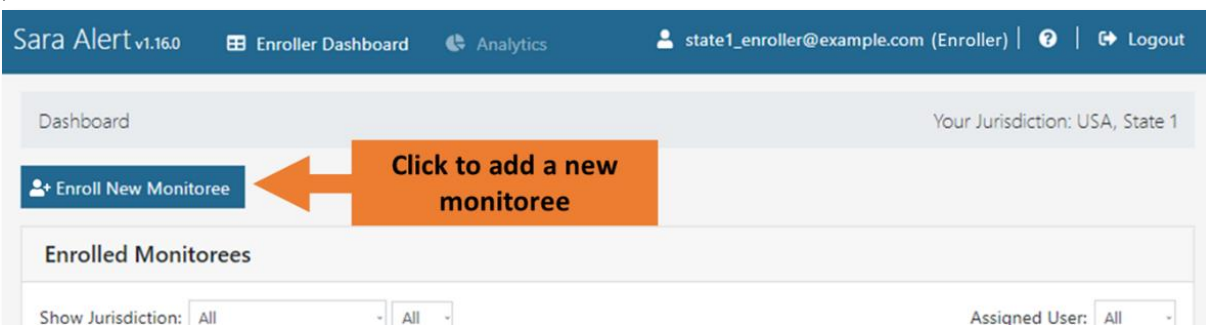 Sara Alert v1.16.0 Enroller Dashboard Analytics state1_enroller@example.com (Enroller) | ? | Logout
Dashboard Your Jurisdiction: USA, State 1
Enroll New Monitoree
Click to add a new
monitoree
Enrolled Monitorees
Show Jurisdiction: All All Assigned User: All